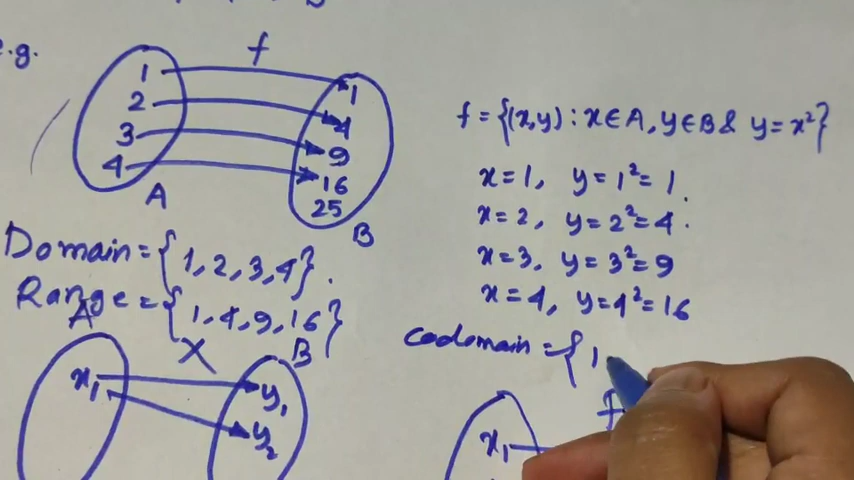 e.g.
f
1
2
3
4
A
1
4
9
16
25
B
f = {(x,y) : x∈A, y∈B & y = x²}
x=1, y=1²=1.
x=2, y=2²=4.
x=3, y=3²=9
x=4, y=4²=16
Domain = {1, 2, 3, 4}.
Range = {1, 4, 9, 16}
codomain = { 1
A
X
B
x₁
y₁
y₂
f
x₁